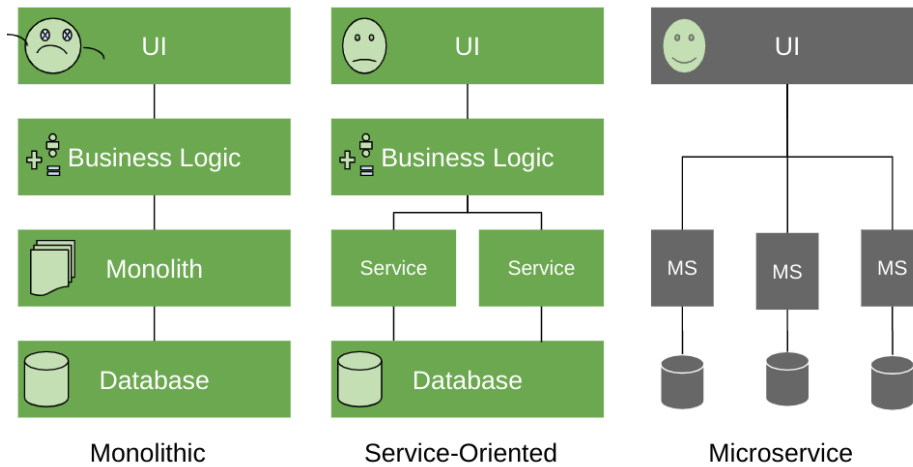 UI
Business Logic
Monolith
Database
Monolithic
UI
Business Logic
Service Service
Database
Service-Oriented
UI
MS MS MS
Microservice